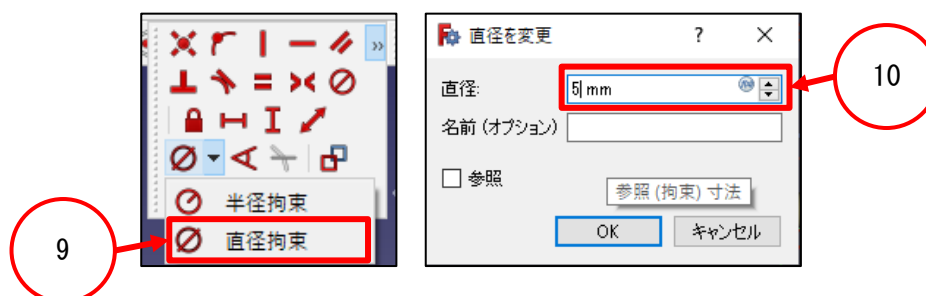 半径拘束
直径拘束
9
直径を変更
?
×
直径:
5 mm
名前 (オプション)
参照
参照 (拘束) 寸法
OK
キャンセル
10